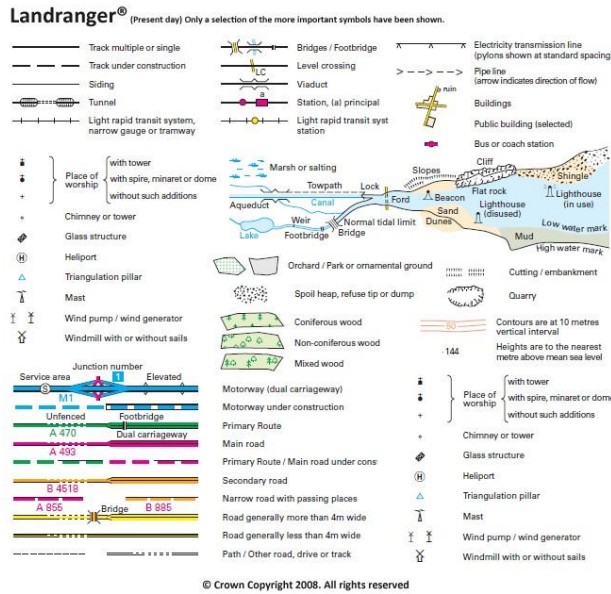 Landranger® (Present day) Only a selection of the more important symbols have been shown.
Track multiple or single
Track under construction
Siding
Tunnel
Light rapid transit system,
narrow gauge or tramway
Bridges / Footbridge
Level crossing
LC
Viaduct
a
Station, (a) principal
Light rapid transit syst
station
Electricity transmission line
(pylons shown at standard spacing
Pipe line
(arrow indicates direction of flow)
ruin
Buildings
Public building (selected)
Bus or coach station
Place of
worship
with tower
with spire, minaret or dome
without such additions
Chimney or tower
Glass structure
H
Heliport
Triangulation pillar
Mast
Wind pump / wind generator
Windmill with or without sails
Marsh or salting
Towpath
Lock
Slopes
Cliff
Flat rock
Shingle
Aqueduct
Canal
Ford
Beacon
Lighthouse
(in use)
Sand
Dunes
Lighthouse
(disused)
Weir
Normal tidal limit
Low water mark
Lake
Footbridge
Bridge
Mud
High water mark
Orchard / Park or ornamental ground
Cutting / embankment
Spoil heap, refuse tip or dump
Quarry
Coniferous wood
Non-coniferous wood
Mixed wood
50
Contours are at 10 metres
vertical interval
·144
Heights are to the nearest
metre above mean sea level
Junction number
Service area
1
Elevated
S
M1
Motorway (dual carriageway)
Motorway under construction
Unfenced
Footbridge
Primary Route
A 470
Dual carriageway
Main road
A 493
Primary Route / Main road under cons
Secondary road
B 4518
Narrow road with passing places
A 855
Bridge
B 885
Road generally more than 4m wide
Road generally less than 4m wide
Path / Other road, drive or track
Place of
worship
with tower
with spire, minaret or dome
without such additions
Chimney or tower
Glass structure
H
Heliport
Triangulation pillar
Mast
Wind pump / wind generator
Windmill with or without sails
© Crown Copyright 2008. All rights reserved